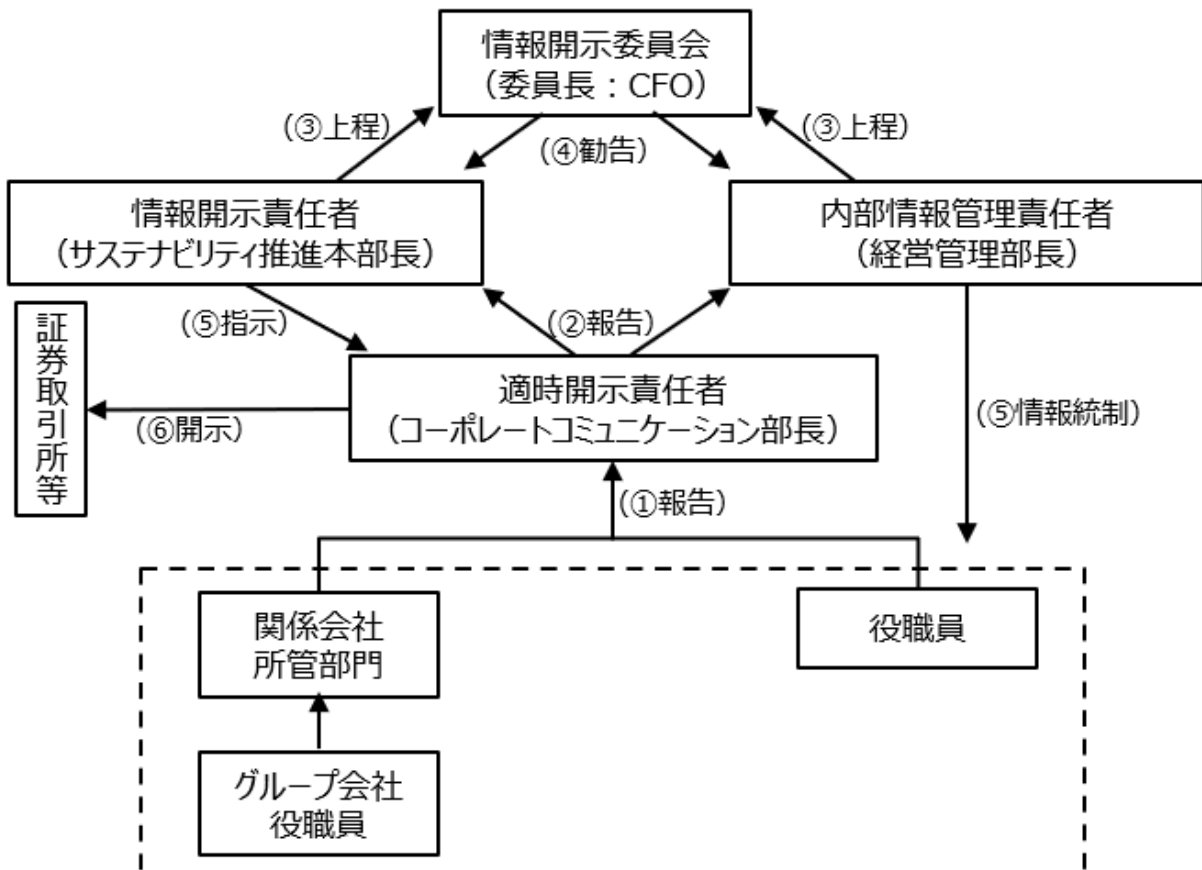 情報開示委員会
（委員長：CFO）
（③上程）
（④勧告）
（③上程）
情報開示責任者
（サステナビリティ推進本部長）
内部情報管理責任者
（経営管理部長）
（⑤指示）
（②報告）
証券取引所等
適時開示責任者
（コーポレートコミュニケーション部長）
（⑥開示）
（⑤情報統制）
（①報告）
関係会社
所管部門
役職員
グループ会社
役職員